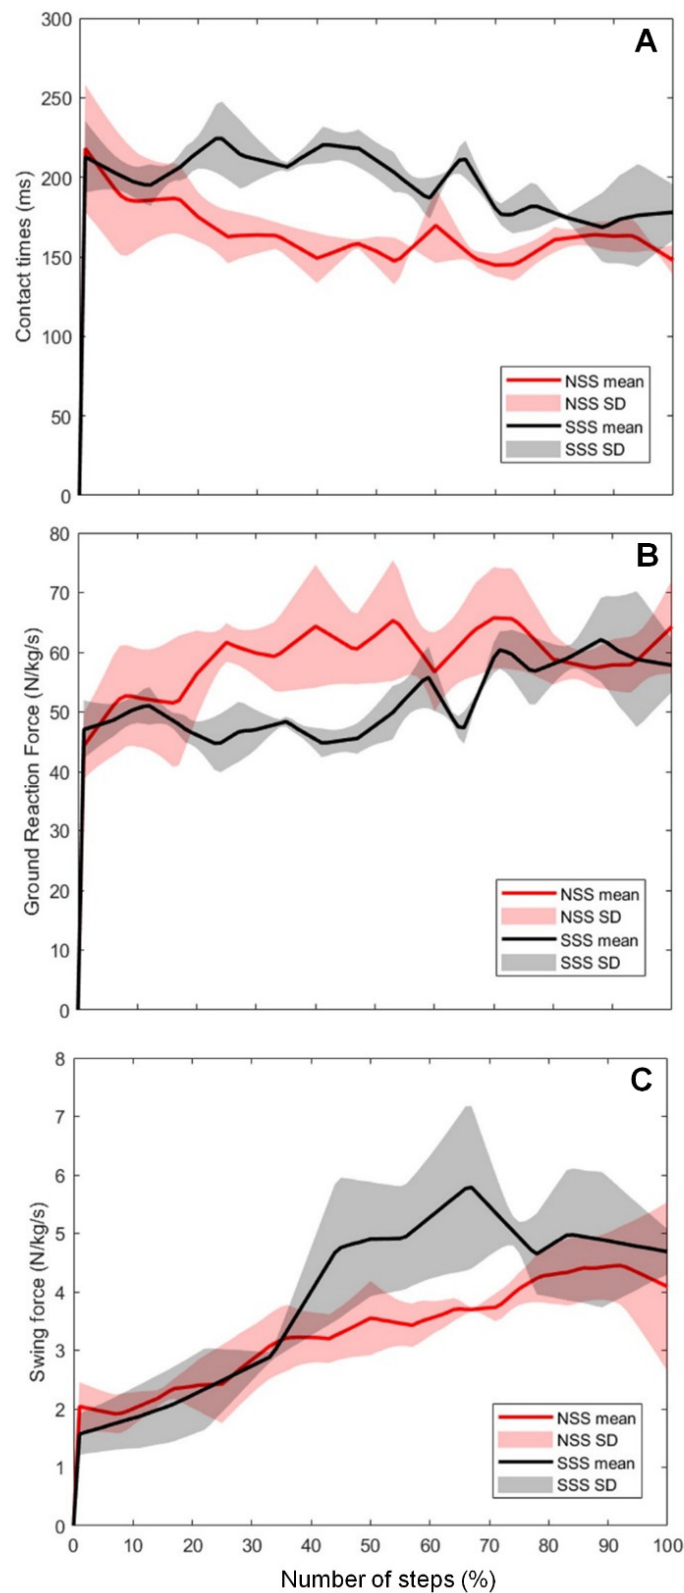 A
300
250
200
150
100
50
0
Contact times (ms)
NSS mean
NSS SD
SSS mean
SSS SD
B
80
70
60
50
40
30
20
10
0
Ground Reaction Force (N/kg/s)
NSS mean
NSS SD
SSS mean
SSS SD
C
8
7
6
5
4
3
2
1
0
Swing force (N/kg/s)
NSS mean
NSS SD
SSS mean
SSS SD
0 10 20 30 40 50 60 70 80 90 100
Number of steps (%)